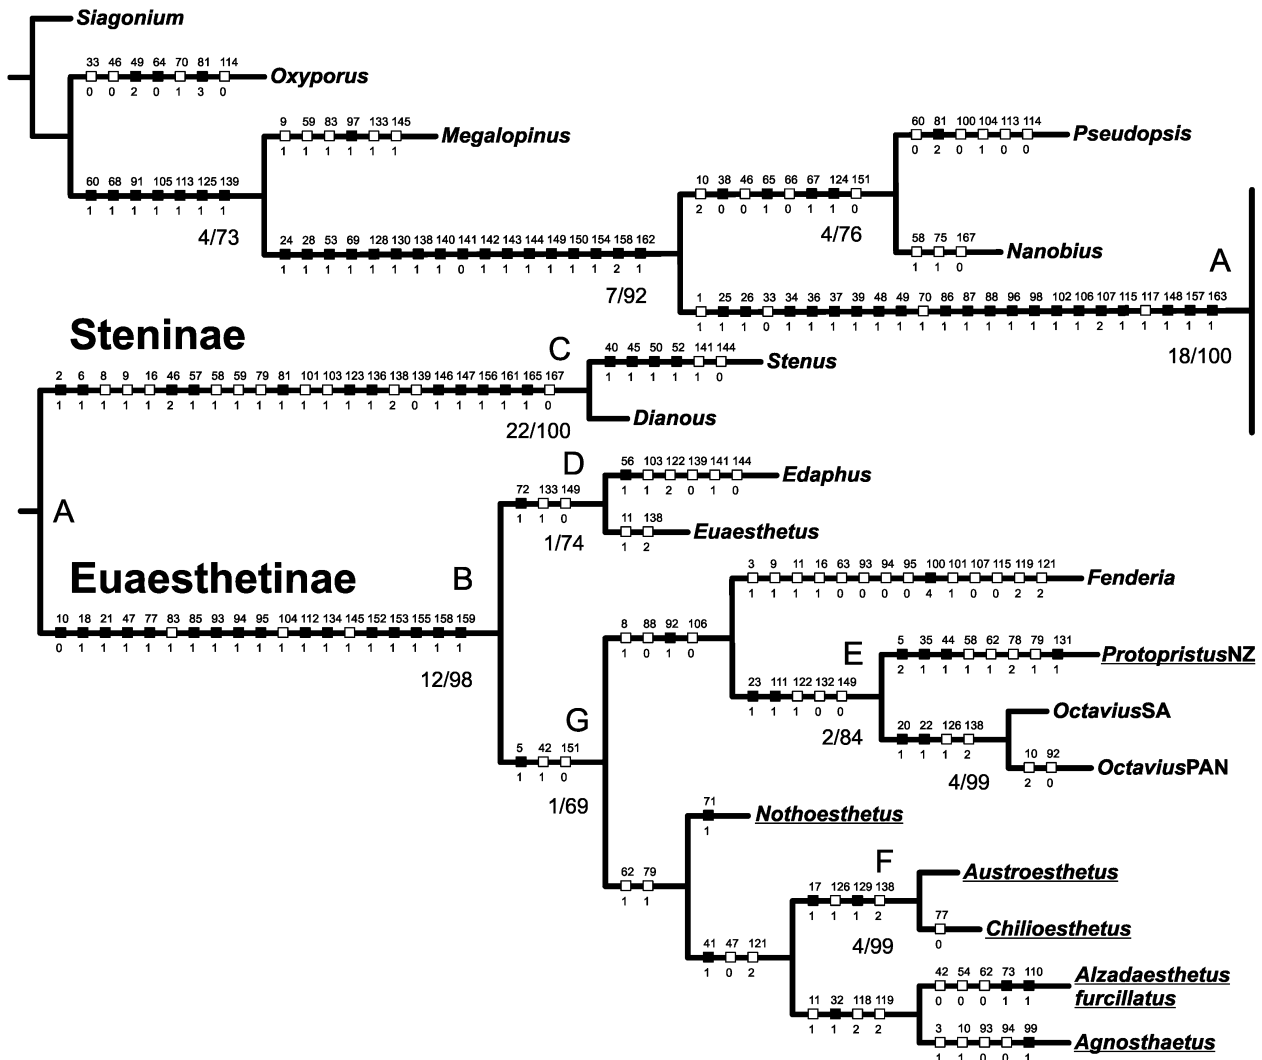 Siagonium
33 46 49 64 70 81 114
Oxyporus
0 0 2 0 1 3 0
9 59 83 97 133 145
Megalopinus
1 1 1 1 1 1
60 81 100 104 113 114
Pseudopsis
0 2 0 1 0 0
60 68 91 105 113 125 139
1 1 1 1 1 1 1
4/73
10 38 46 65 66 67 124 151
2 0 0 1 0 1 1 0
4/76
24 28 53 69 128 130 138 140 141 142 143 144 149 150 154 158 162
1 1 1 1 1 1 1 1 0 1 1 1 1 1 1 2 1
7/92
58 75 167
Nanobius
1 1 0
A
1 25 26 33 34 36 37 39 48 49 70 86 87 88 96 98 102 106 107 115 117 148 157 163
1 1 1 0 1 1 1 1 1 1 1 1 1 1 1 1 1 1 2 1 1 1 1 1
18/100
Steninae
C
40 45 50 52 141 144
Stenus
1 1 1 1 1 0
2 6 8 9 16 46 57 58 59 79 81 101 103 123 136 138 139 146 147 156 161 165 167
1 1 1 1 1 2 1 1 1 1 1 1 1 1 1 2 0 1 1 1 1 1 0
22/100
Dianous
D
56 103 122 139 141 144
Edaphus
1 1 2 0 1 0
72 133 149
1 1 0
1/74
11 138
Euaesthetus
1 2
A
Euaesthetinae
B
10 18 21 47 77 83 85 93 94 95 104 112 134 145 152 153 155 158 159
0 1 1 1 1 1 1 1 1 1 1 1 1 1 1 1 1 1 1
12/98
3 9 11 16 63 93 94 95 100 101 107 115 119 121
Fenderia
1 1 1 1 0 0 0 0 4 1 0 0 2 2
8 88 92 106
1 0 1 0
E
5 35 44 58 62 78 79 131
ProtopristusNZ
2 1 1 1 1 2 1 1
23 111 122 132 149
1 1 1 0 0
2/84
OctaviusSA
20 22 126 138
1 1 1 2
4/99
10 92
OctaviusPAN
2 0
G
5 42 151
1 1 0
1/69
71
Nothoesthetus
1
62 79
1 1
F
17 126 129 138
1 1 1 2
4/99
Austroesthetus
77
Chilioesthetus
0
41 47 121
1 0 2
42 54 62 73 110
Alzadaesthetus
furcillatus
0 0 0 1 1
11 32 118 119
1 1 2 2
3 10 93 94 99
Agnosthaetus
1 1 0 0 1